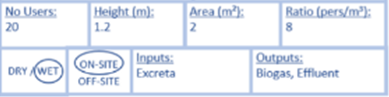 No Users: Height (m): Area (m²): Ratio (pers/m³):
20 1.2 2 8
DRY / WET ON-SITE Inputs: Outputs:
OFF-SITE Excreta Biogas, Effluent